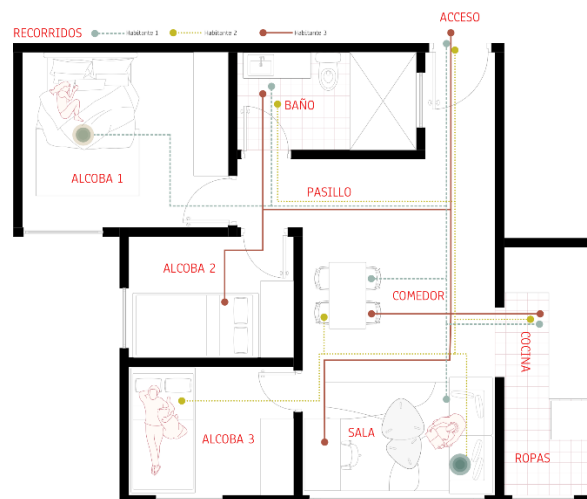 ACCESO
RECORRIDOS Habitante 1 Habitante 2 Habitante 3
BAÑO
ALCOBA 1
PASILLO
ALCOBA 2
COMEDOR
COCINA
SALA
ALCOBA 3
ROPAS